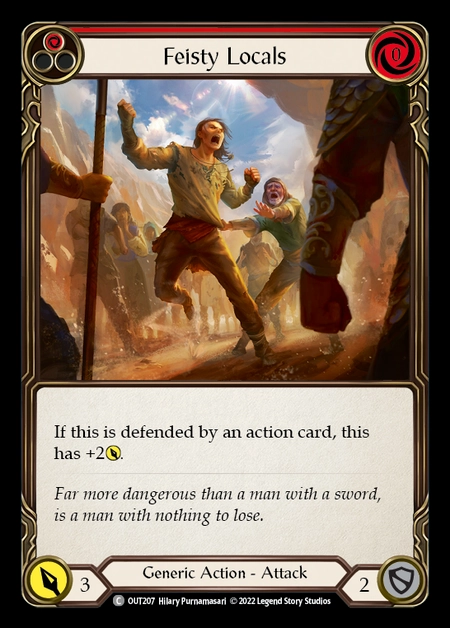 Feisty Locals
0
If this is defended by an action card, this
has +2.
Far more dangerous than a man with a sword,
is a man with nothing to lose.
3
Generic Action - Attack
2
C OUT207 Hilary Purnamasari © 2022 Legend Story Studios